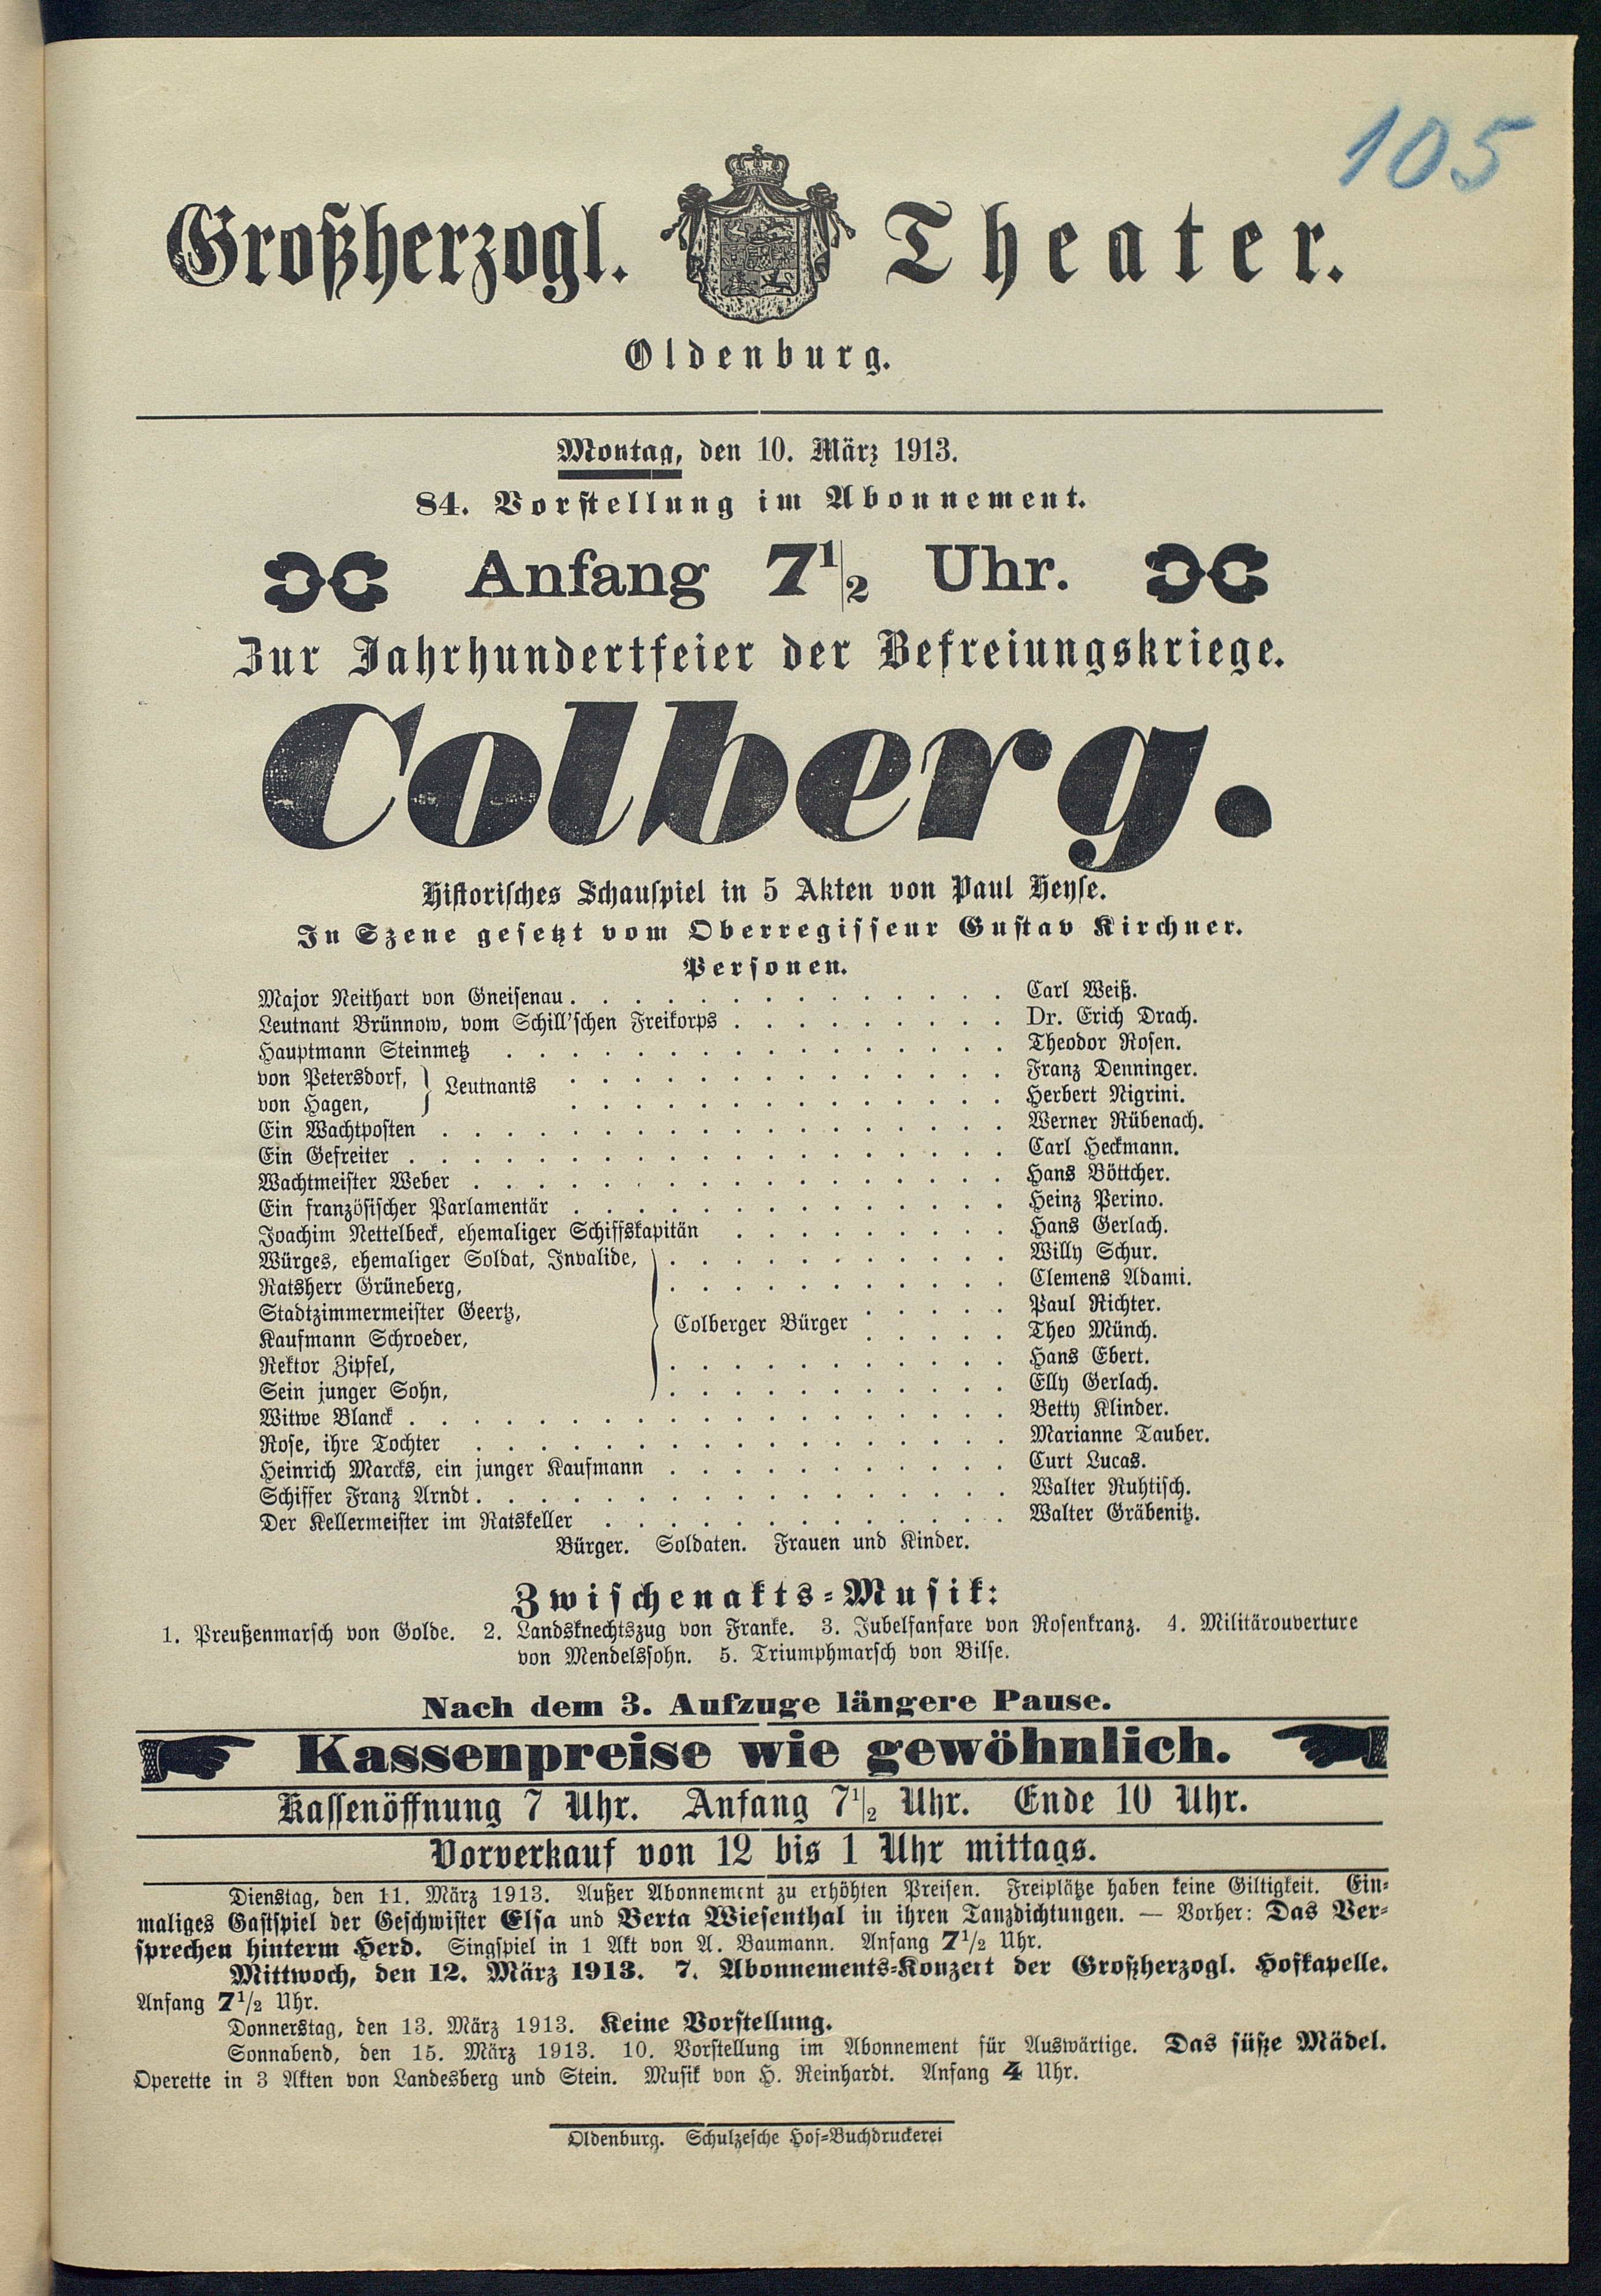 105
Großherzogl. Theater.
Oldenburg.
Montag, den 10. März 1913.
84. Vorstellung im Abonnement.
Anfang 7 1/2 Uhr.
Zur Jahrhundertfeier der Befreiungskriege.
Colberg.
Historisches Schauspiel in 5 Akten von Paul Heyse.
In Szene gesetzt vom Oberregisseur Gustav Kirchner.
Personen.
Major Neithart von Gneisenau . . . . . . . . . . . . . . Carl Weiß.
Leutnant Brünnow, vom Schill'schen Freikorps . . . . . . . . . Dr. Erich Drach.
Hauptmann Steinmetz . . . . . . . . . . . . . . . . Theodor Rosen.
von Petersdorf, } Leutnants . . . . . . . . . . . . . . Franz Denninger.
von Hagen, . . . . . . . . . . . . . . Herbert Nigrini.
Ein Wachtposten . . . . . . . . . . . . . . . . . . Werner Rübenach.
Ein Gefreiter . . . . . . . . . . . . . . . . . . . Carl Heckmann.
Wachtmeister Weber . . . . . . . . . . . . . . . . . Hans Böttcher.
Ein französischer Parlamentär . . . . . . . . . . . . . . Heinz Perino.
Joachim Nettelbeck, ehemaliger Schiffskapitän . . . . . . . . . Hans Gerlach.
Würges, ehemaliger Soldat, Invalide, . . . . . . . . . . . Willy Schur.
Ratsherr Grüneberg, . . . . . . . . . . . Clemens Adami.
Stadtzimmermeister Geertz, . . . . . Paul Richter.
Kaufmann Schroeder, } Colberger Bürger . . . . . Theo Münch.
Rektor Zipfel, . . . . . . . . . . . Hans Ebert.
Sein junger Sohn, . . . . . . . . . . . Elly Gerlach.
Witwe Blanck . . . . . . . . . . . . . . . . . . . Betty Klinder.
Rose, ihre Tochter . . . . . . . . . . . . . . . . . Marianne Tauber.
Heinrich Marcks, ein junger Kaufmann . . . . . . . . . . . Curt Lucas.
Schiffer Franz Arndt . . . . . . . . . . . . . . . . . Walter Ruhtisch.
Der Kellermeister im Ratskeller . . . . . . . . . . . . . Walter Gräbenitz.
Bürger. Soldaten. Frauen und Kinder.
Zwischenakts-Musik:
1. Preußenmarsch von Golde. 2. Landsknechtszug von Franke. 3. Jubelfanfare von Rosenkranz. 4. Militärouverture
von Mendelssohn. 5. Triumphmarsch von Bilse.
Nach dem 3. Aufzuge längere Pause.
Kassenpreise wie gewöhnlich.
Kassenöffnung 7 Uhr. Anfang 7 1/2 Uhr. Ende 10 Uhr.
Vorverkauf von 12 bis 1 Uhr mittags.
Dienstag, den 11. März 1913. Außer Abonnement zu erhöhten Preisen. Freiplätze haben keine Giltigkeit. Ein-
maliges Gastspiel der Geschwister Elsa und Berta Wiesenthal in ihren Tanzdichtungen. — Vorher: Das Ver-
sprechen hinterm Herd. Singspiel in 1 Akt von A. Baumann. Anfang 7 1/2 Uhr.
Mittwoch, den 12. März 1913. 7. Abonnements-Konzert der Großherzogl. Hofkapelle.
Anfang 7 1/2 Uhr.
Donnerstag, den 13. März 1913. Keine Vorstellung.
Sonnabend, den 15. März 1913. 10. Vorstellung im Abonnement für Auswärtige. Das süße Mädel.
Operette in 3 Akten von Landesberg und Stein. Musik von H. Reinhardt. Anfang 4 Uhr.
Oldenburg. Schulzesche Hof-Buchdruckerei